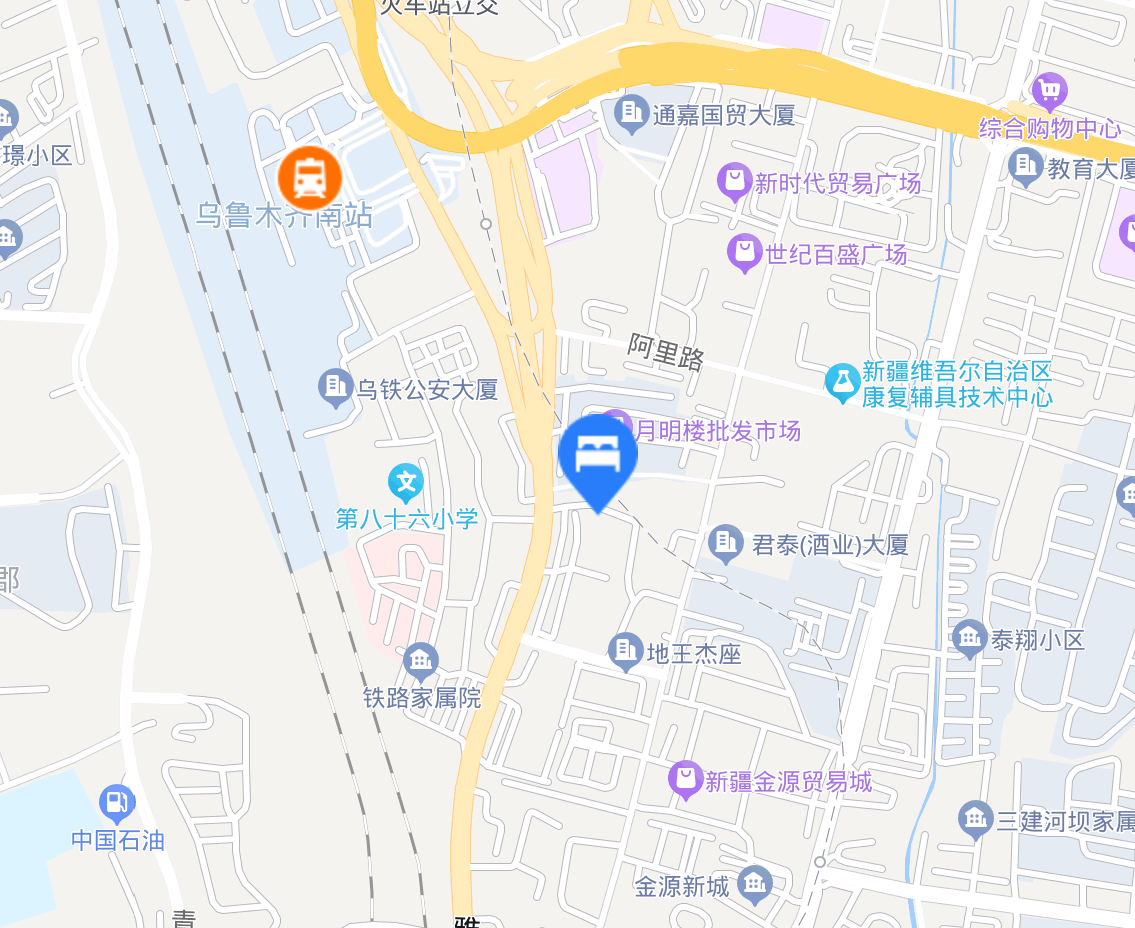 火车站立交
通嘉国贸大厦
综合购物中心
璟小区
教育大厦
新时代贸易广场
乌鲁木齐南站
世纪百盛广场
阿里路
新疆维吾尔自治区
康复辅具技术中心
乌铁公安大厦
月明楼批发市场
第八十六小学
君泰(酒业)大厦
郡
泰翔小区
地王杰座
铁路家属院
新疆金源贸易城
三建河坝家属
中国石油
金源新城
青